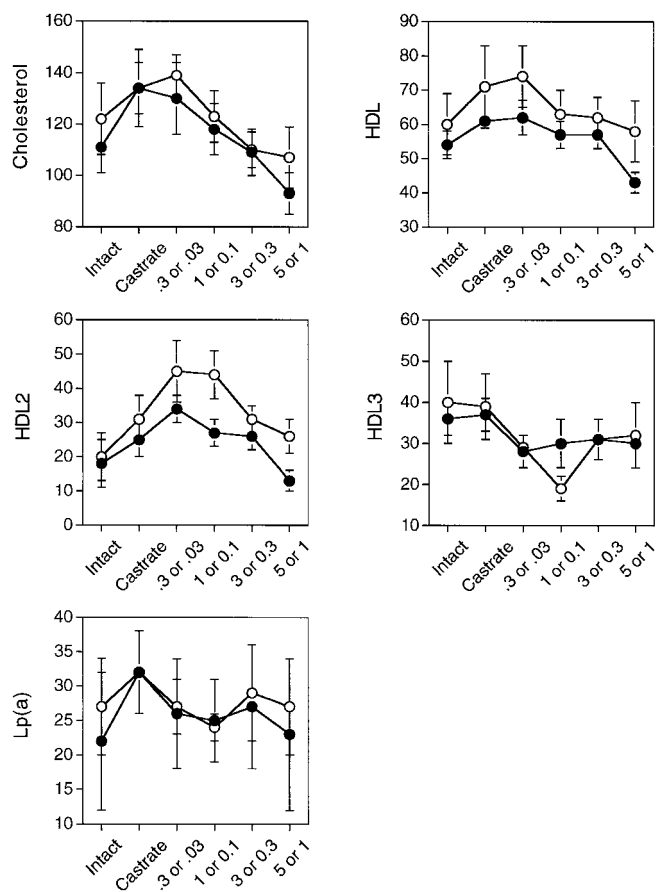 Cholesterol
160
140
120
100
80
Intact
Castrate
.3 or .03
1 or 0.1
3 or 0.3
5 or 1
HDL
90
80
70
60
50
40
30
Intact
Castrate
.3 or .03
1 or 0.1
3 or 0.3
5 or 1
HDL2
60
50
40
30
20
10
0
Intact
Castrate
.3 or .03
1 or 0.1
3 or 0.3
5 or 1
HDL3
60
50
40
30
20
10
Intact
Castrate
.3 or .03
1 or 0.1
3 or 0.3
5 or 1
Lp(a)
40
35
30
25
20
15
10
Intact
Castrate
.3 or .03
1 or 0.1
3 or 0.3
5 or 1